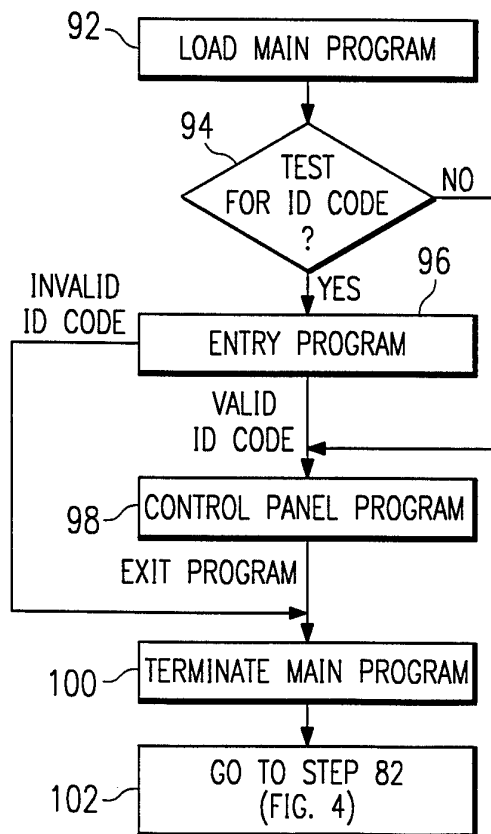 92
LOAD MAIN PROGRAM
94
TEST
FOR ID CODE
?
NO
YES
INVALID
ID CODE
96
ENTRY PROGRAM
VALID
ID CODE
98
CONTROL PANEL PROGRAM
EXIT PROGRAM
100
TERMINATE MAIN PROGRAM
102
GO TO STEP 82
(FIG. 4)